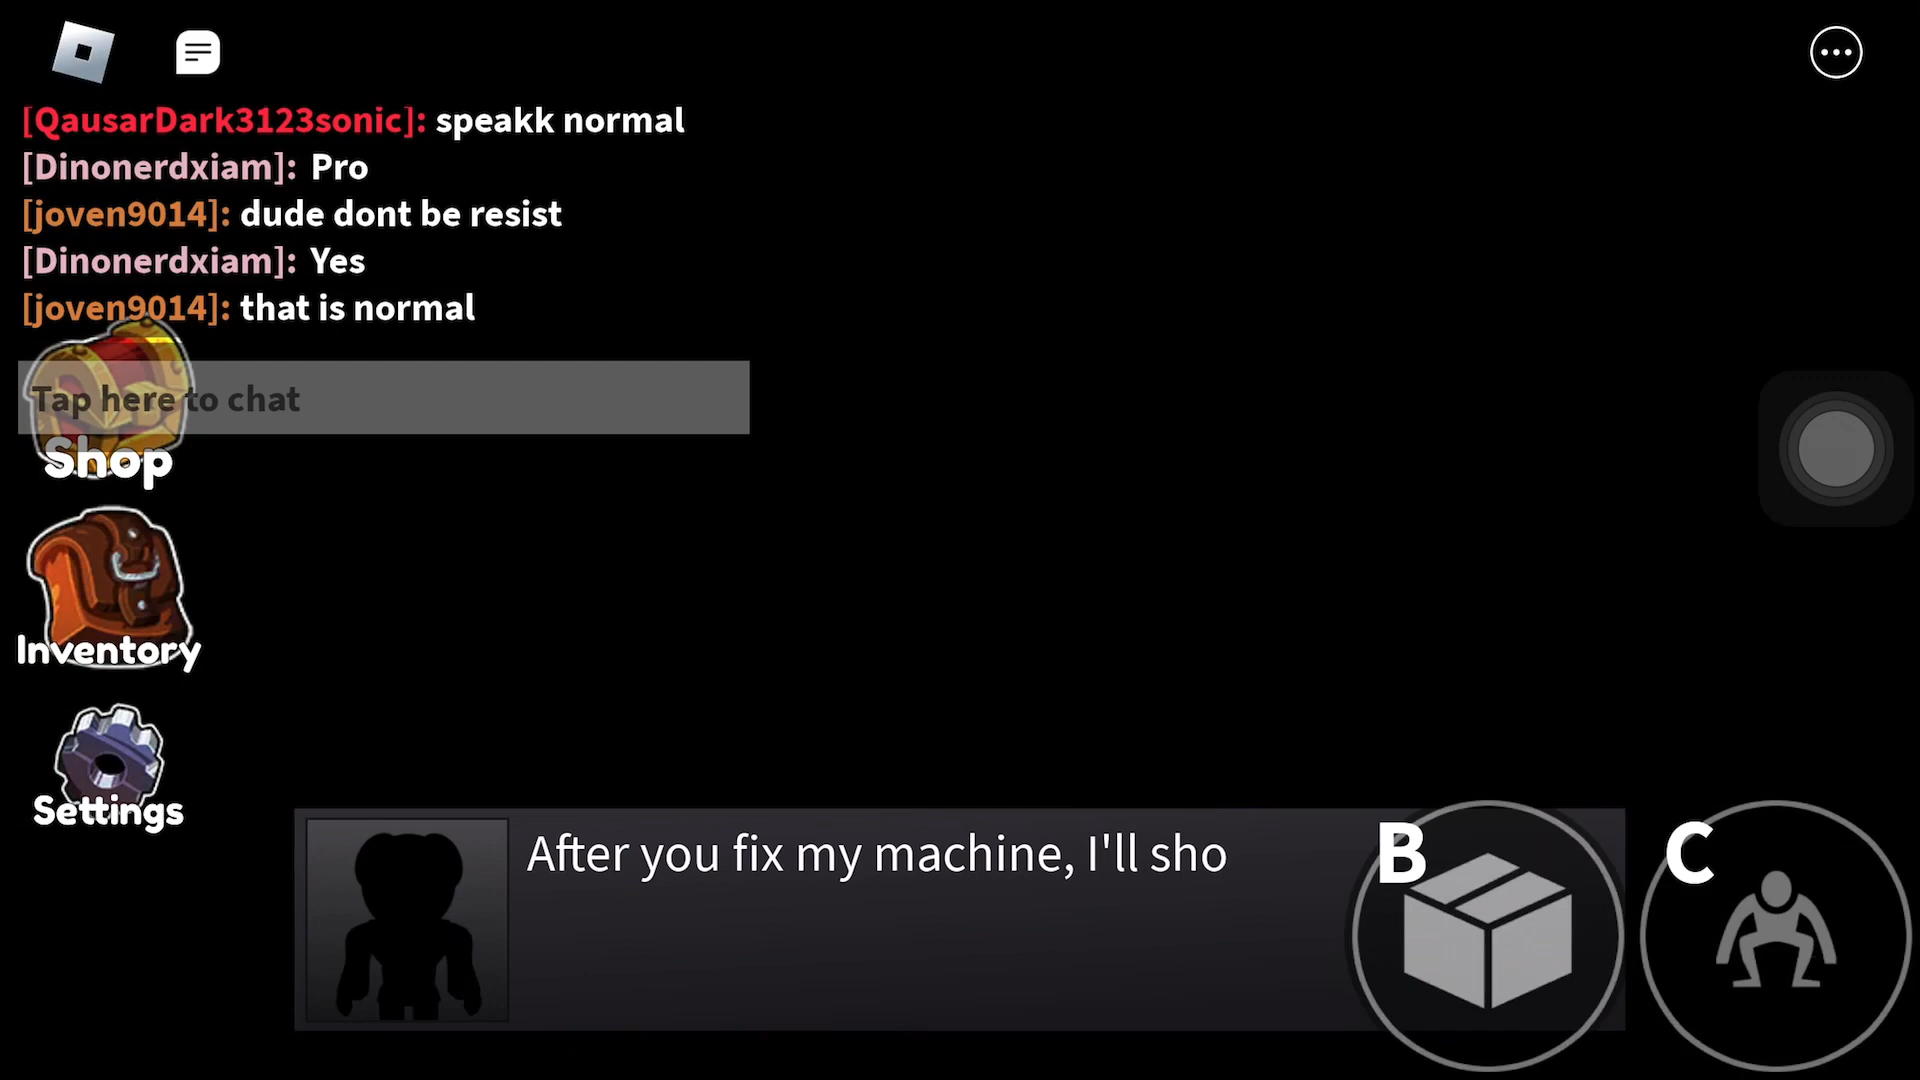 [QausarDark3123sonic]: speakk normal
[Dinonerdxiam]: Pro
[joven9014]: dude dont be resist
[Dinonerdxiam]: Yes
[joven9014]: that is normal
Tap here to chat
Shop
Inventory
Settings
After you fix my machine, I'll sho
B
C